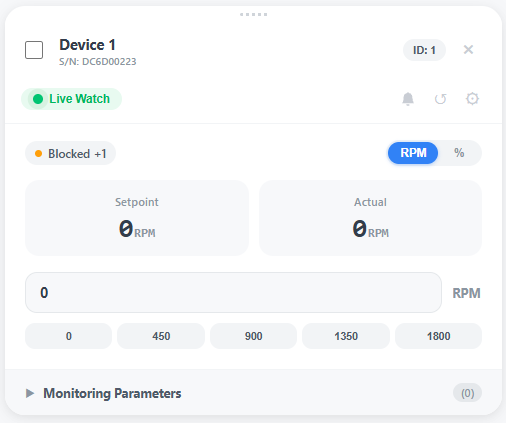 Device 1
ID: 1
S/N: DC6D00223
Live Watch
Blocked +1
RPM
%
Setpoint
Actual
0RPM
0RPM
0
RPM
0
450
900
1350
1800
Monitoring Parameters
(0)